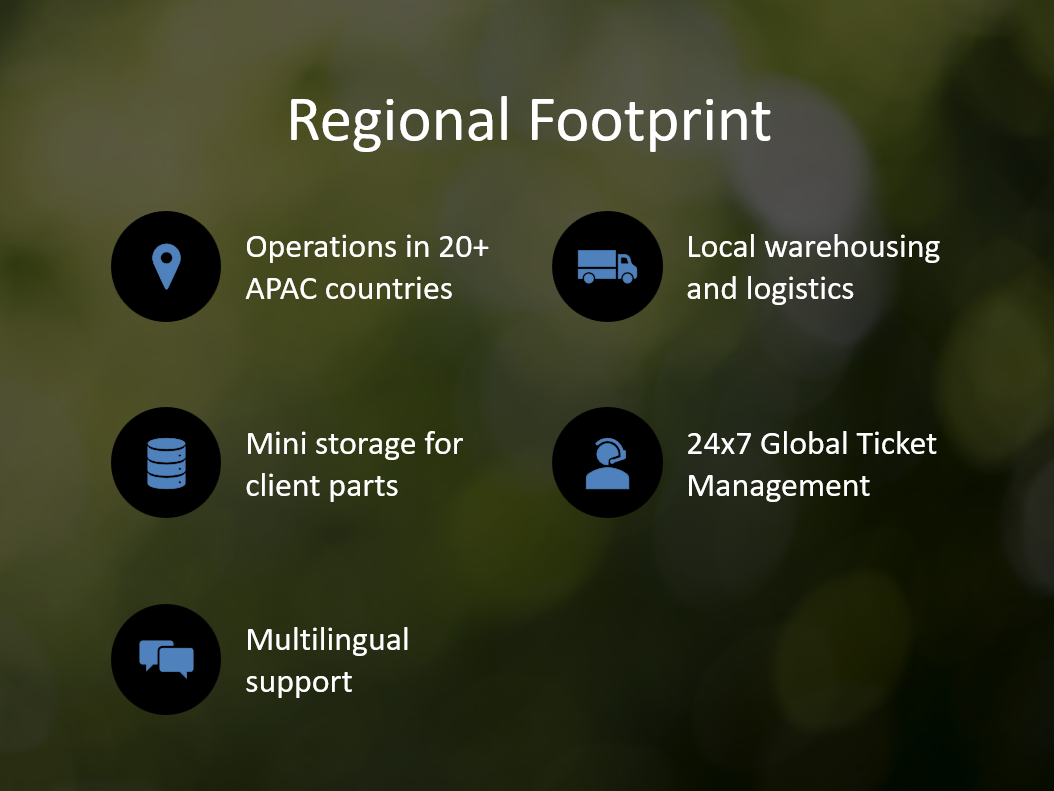 Regional Footprint
Operations in 20+
APAC countries
Local warehousing
and logistics
Mini storage for
client parts
24x7 Global Ticket
Management
Multilingual
support